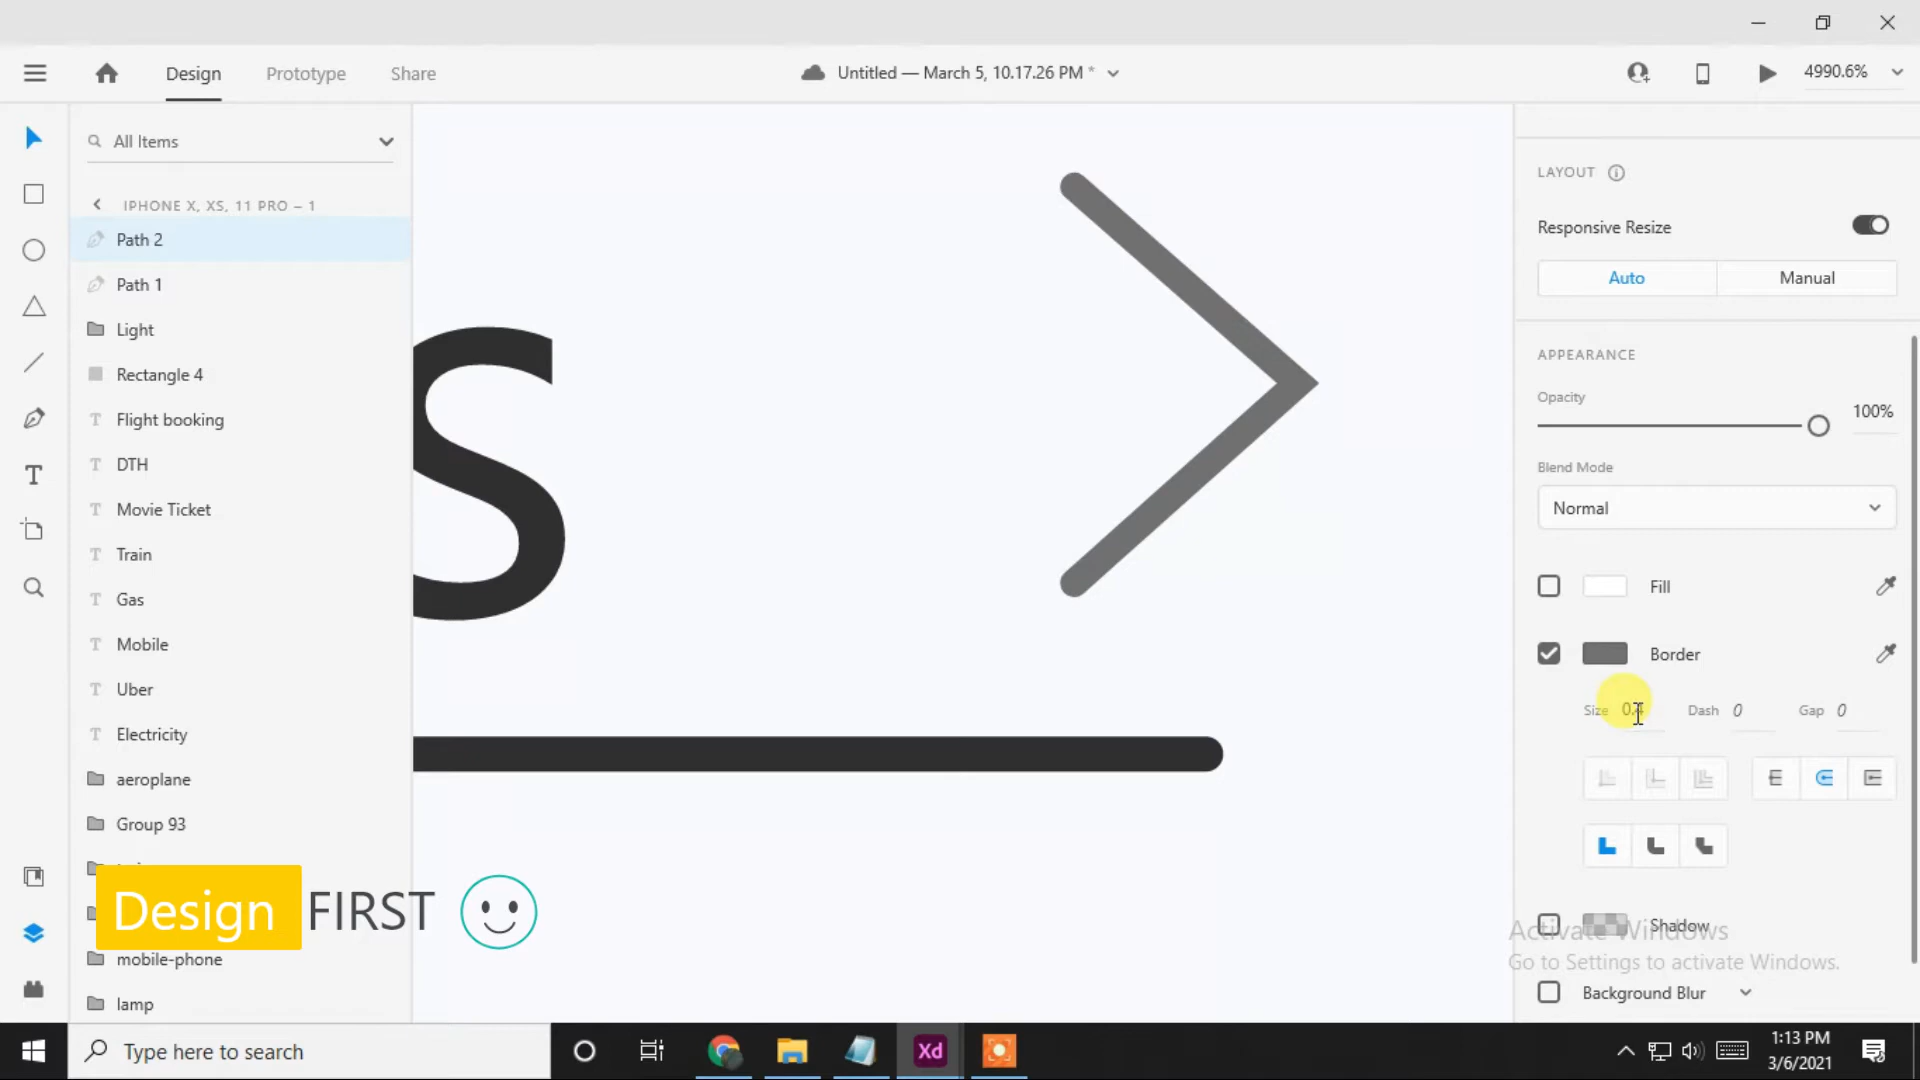 Design Prototype Share
Untitled — March 5, 10.17.26 PM *
4990.6%
All Items
IPHONE X, XS, 11 PRO – 1
Path 2
Path 1
Light
Rectangle 4
Flight booking
DTH
Movie Ticket
Train
Gas
Mobile
Uber
Electricity
aeroplane
Group 93
mobile-phone
lamp
Design FIRST
s
LAYOUT
Responsive Resize
Auto Manual
APPEARANCE
Opacity
100%
Blend Mode
Normal
Fill
Border
Size 0.4 Dash 0 Gap 0
Shadow
Activate Windows
Go to Settings to activate Windows.
Background Blur
Type here to search
Xd
1:13 PM
3/6/2021